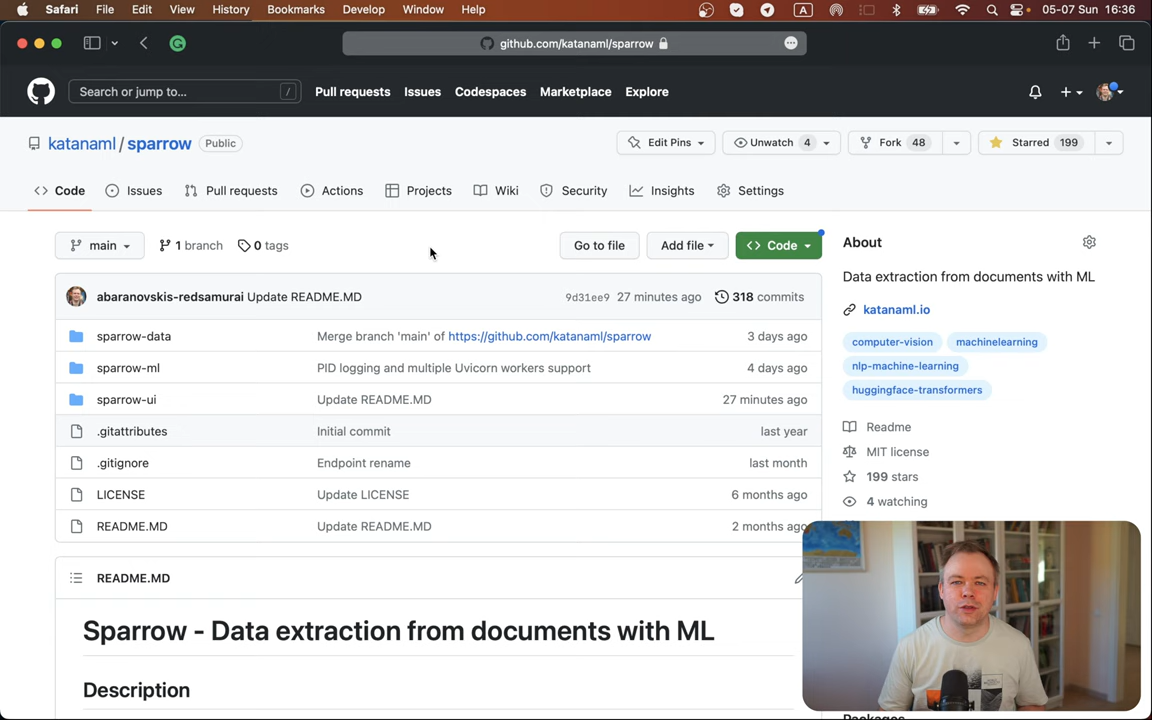 Safari File Edit View History Bookmarks Develop Window Help A 05-07 Sun 16:36
github.com/katanaml/sparrow
Search or jump to... / Pull requests Issues Codespaces Marketplace Explore
katanaml / sparrow Public Edit Pins Unwatch 4 Fork 48 Starred 199
Code Issues Pull requests Actions Projects Wiki Security Insights Settings
main 1 branch 0 tags Go to file Add file Code
abaranovskis-redsamurai Update README.MD 9d31ee9 27 minutes ago 318 commits
sparrow-data Merge branch 'main' of https://github.com/katanaml/sparrow 3 days ago
sparrow-ml PID logging and multiple Uvicorn workers support 4 days ago
sparrow-ui Update README.MD 27 minutes ago
.gitattributes Initial commit last year
.gitignore Endpoint rename last month
LICENSE Update LICENSE 6 months ago
README.MD Update README.MD 2 months ago
README.MD
Sparrow - Data extraction from documents with ML
Description
About
Data extraction from documents with ML
katanaml.io
computer-vision machinelearning
nlp-machine-learning
huggingface-transformers
Readme
MIT license
199 stars
4 watching
Packages